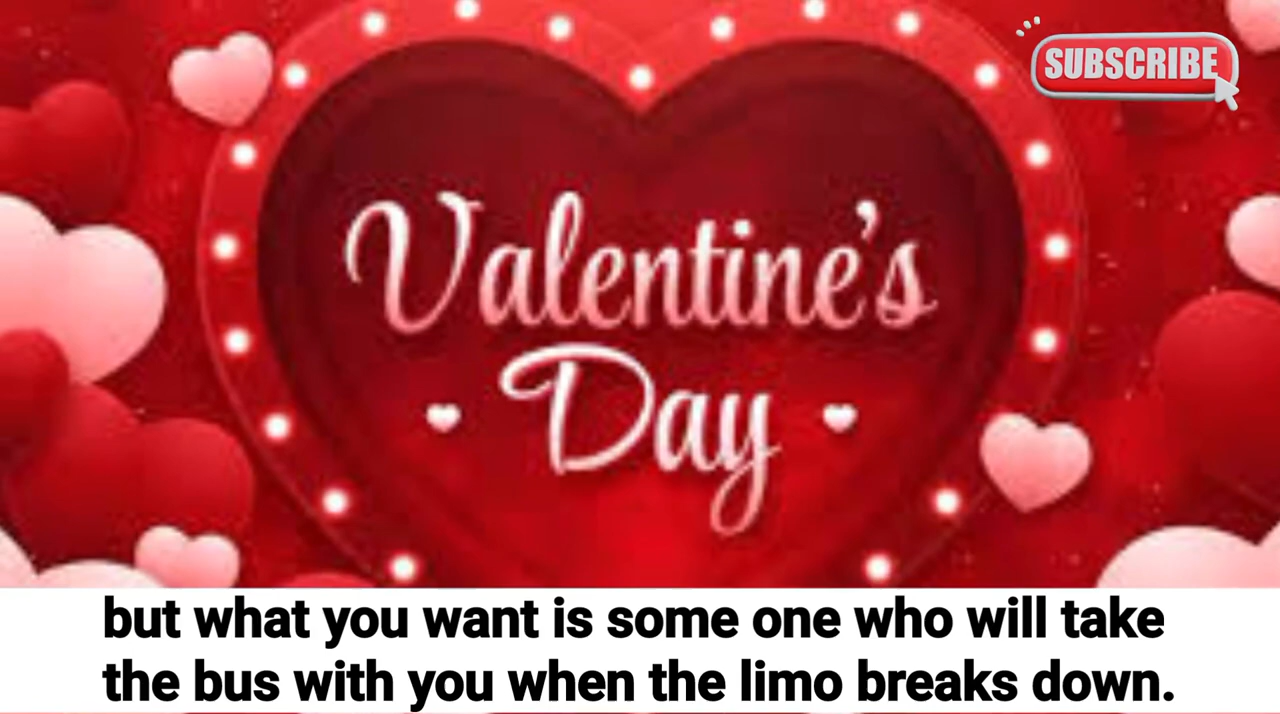 SUBSCRIBE
Valentine's
Day
but what you want is some one who will take
the bus with you when the limo breaks down.